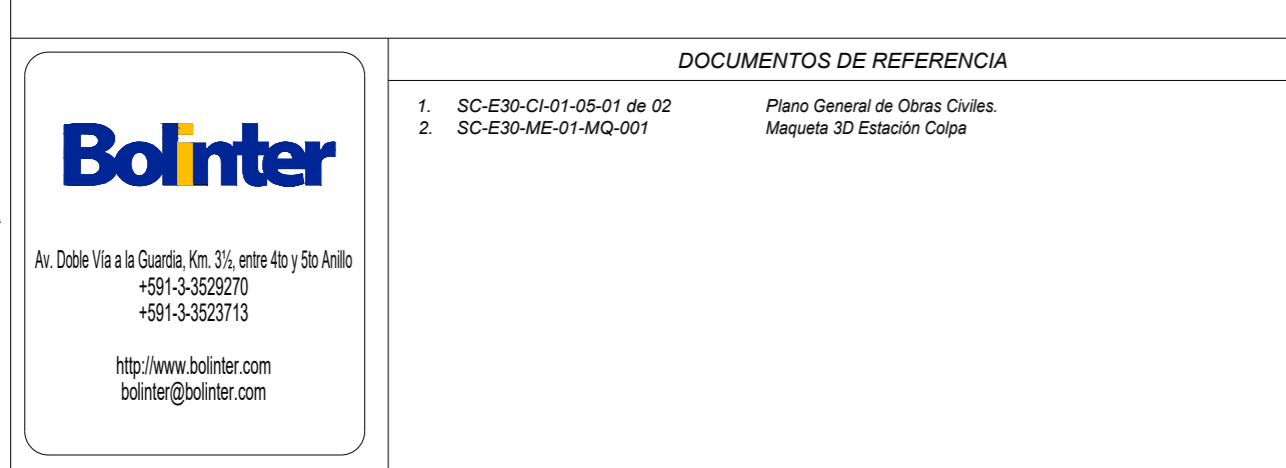 Bolinter
Av. Doble Vía a la Guardia, Km. 3½, entre 4to y 5to Anillo
+591-3-3529270
+591-3-3523713
http://www.bolinter.com
bolinter@bolinter.com
DOCUMENTOS DE REFERENCIA
1. SC-E30-CI-01-05-01 de 02 Plano General de Obras Civiles.
2. SC-E30-ME-01-MQ-001 Maqueta 3D Estación Colpa